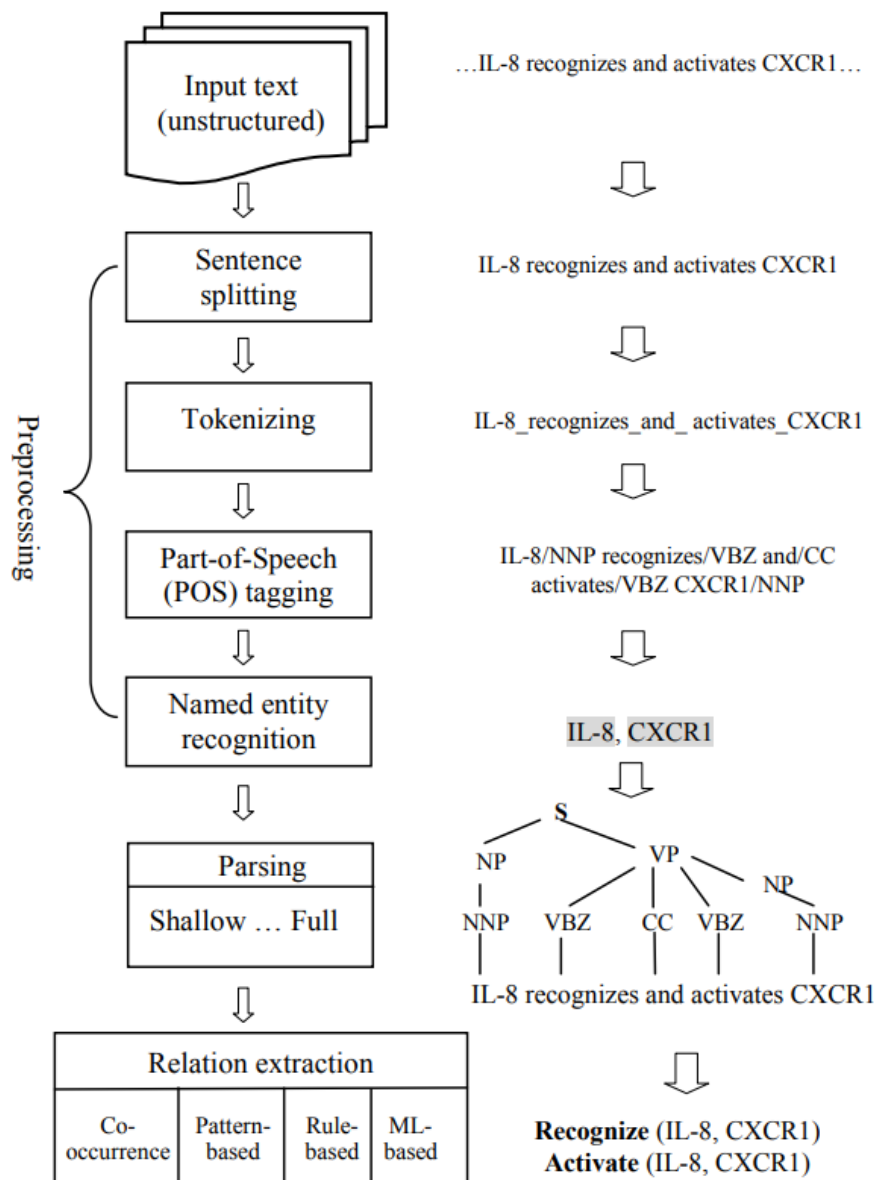 Input text
(unstructured)
…IL-8 recognizes and activates CXCR1…
Preprocessing
Sentence
splitting
IL-8 recognizes and activates CXCR1
Tokenizing
IL-8_recognizes_and_ activates_CXCR1
Part-of-Speech
(POS) tagging
IL-8/NNP recognizes/VBZ and/CC
activates/VBZ CXCR1/NNP
Named entity
recognition
IL-8, CXCR1
Parsing
Shallow … Full
S
NP VP NP
NNP VBZ CC VBZ NNP
IL-8 recognizes and activates CXCR1
Relation extraction
Co-
occurrence
Pattern-
based
Rule-
based
ML-
based
Recognize (IL-8, CXCR1)
Activate (IL-8, CXCR1)